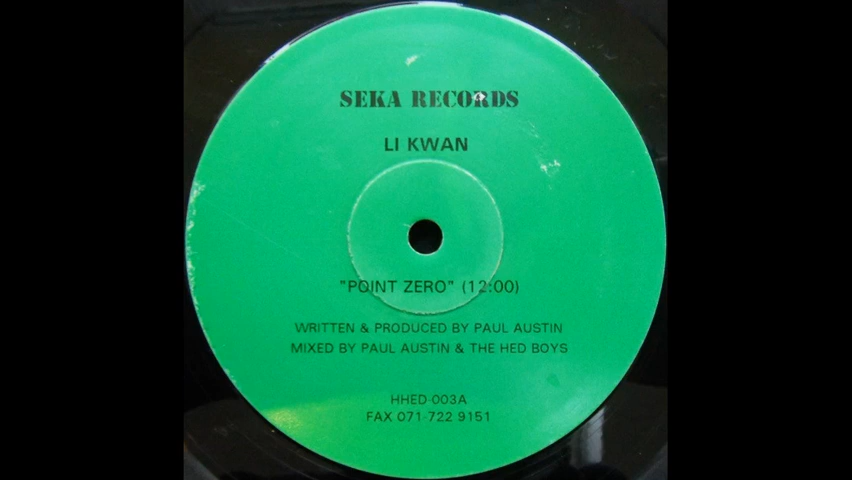 SEKA RECORDS
LI KWAN
"POINT ZERO" (12:00)
WRITTEN & PRODUCED BY PAUL AUSTIN
MIXED BY PAUL AUSTIN & THE HED BOYS
HHED-003A
FAX 071-722 9151